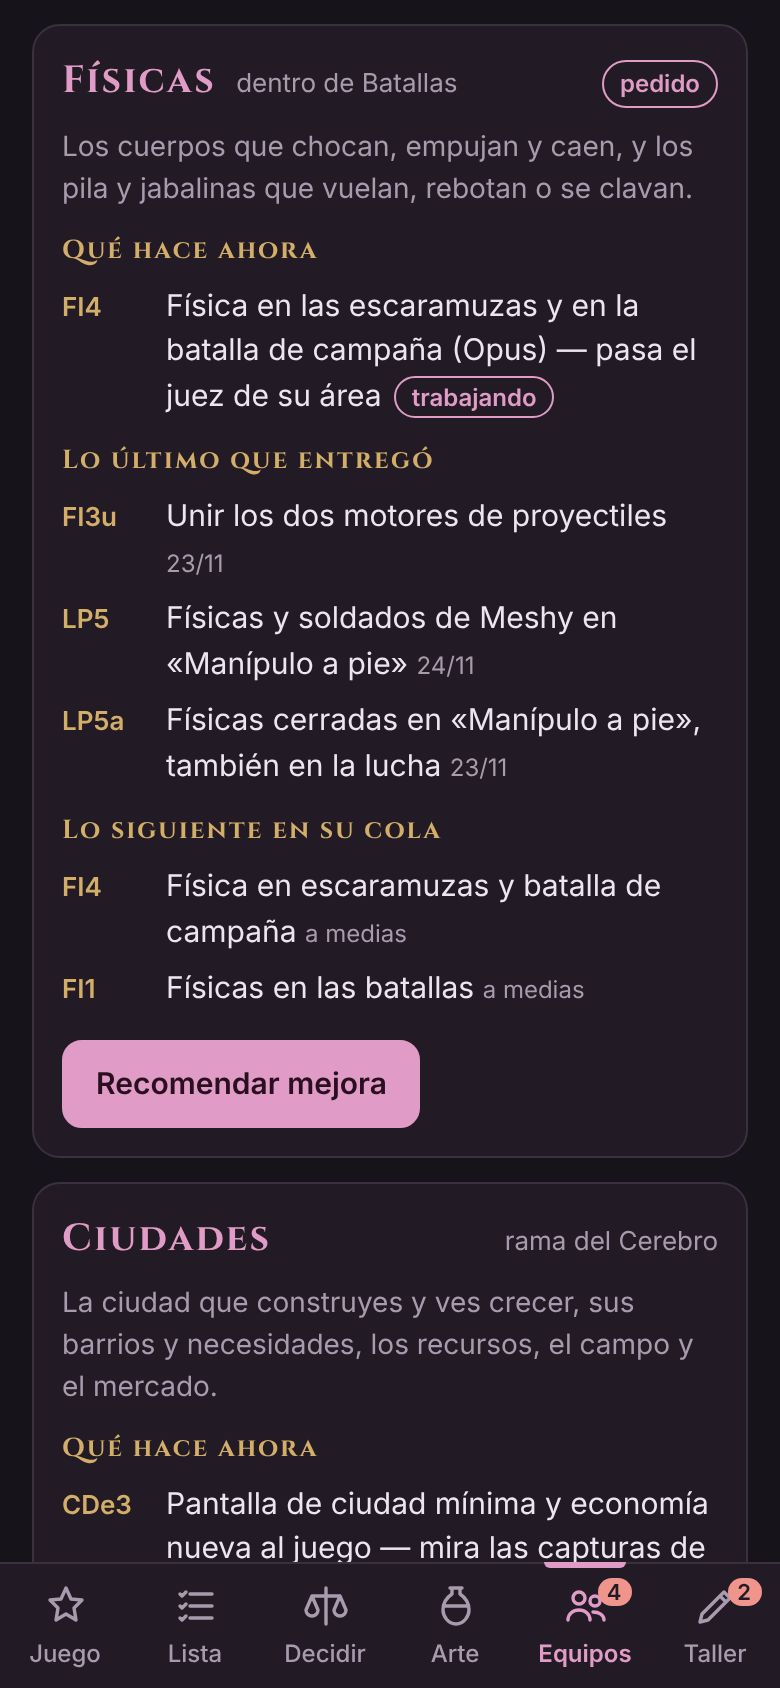 Físicas dentro de Batallas pedido
Los cuerpos que chocan, empujan y caen, y los
pila y jabalinas que vuelan, rebotan o se clavan.
Qué hace ahora
FI4 Física en las escaramuzas y en la
batalla de campaña (Opus) — pasa el
juez de su área trabajando
Lo último que entregó
FI3u Unir los dos motores de proyectiles
23/11
LP5 Físicas y soldados de Meshy en
«Manípulo a pie» 24/11
LP5a Físicas cerradas en «Manípulo a pie»,
también en la lucha 23/11
Lo siguiente en su cola
FI4 Física en escaramuzas y batalla de
campaña a medias
FI1 Físicas en las batallas a medias
Recomendar mejora
Ciudades rama del Cerebro
La ciudad que construyes y ves crecer, sus
barrios y necesidades, los recursos, el campo y
el mercado.
Qué hace ahora
CDe3 Pantalla de ciudad mínima y economía
nueva al juego — mira las capturas de
4 2
Juego Lista Decidir Arte Equipos Taller